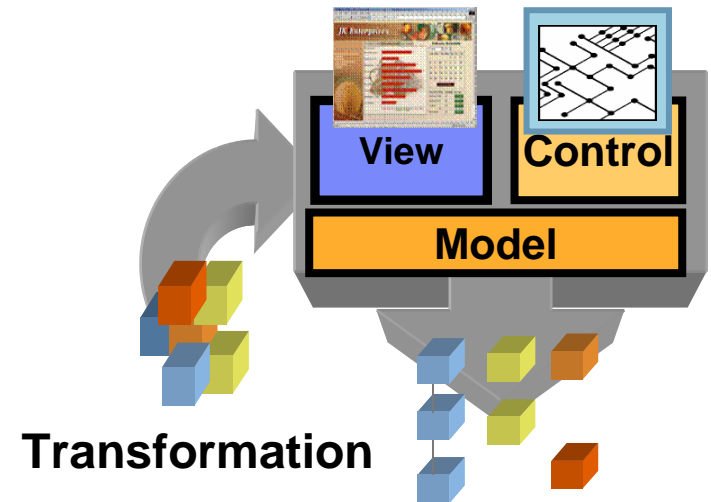 JK Enterprises
View
Control
Model
Transformation